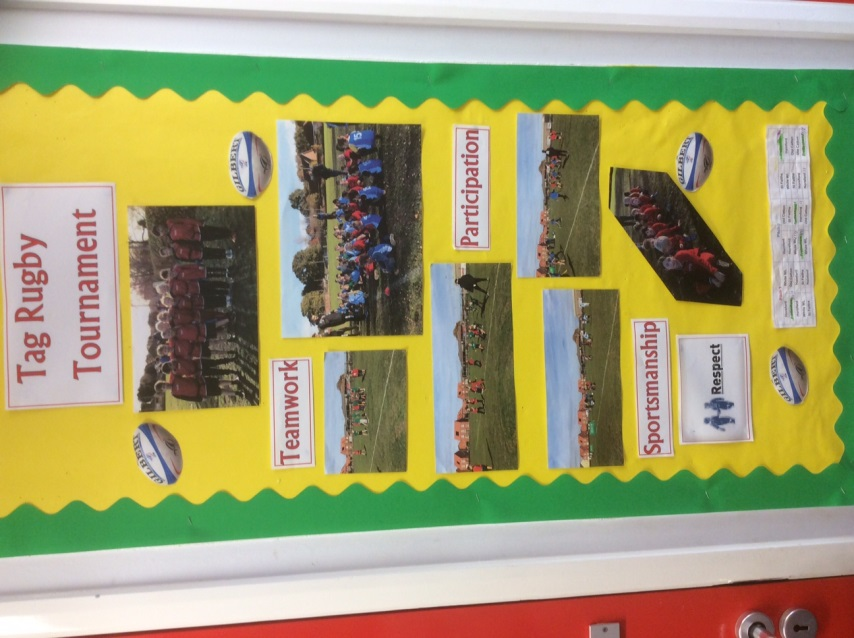 Tag Rugby
Tournament
GILBERT
GILBERT
Teamwork
Participation
Sportsmanship
Respect
GILBERT
GILBERT